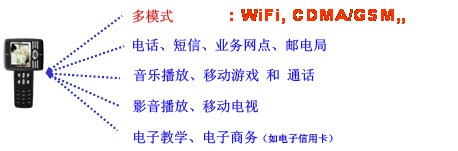 多模式 : WiFi, CDMA/GSM,,
电话、短信、业务网点、邮电局
音乐播放、移动游戏 和 通话
影音播放、移动电视
电子教学、电子商务（如电子信用卡）